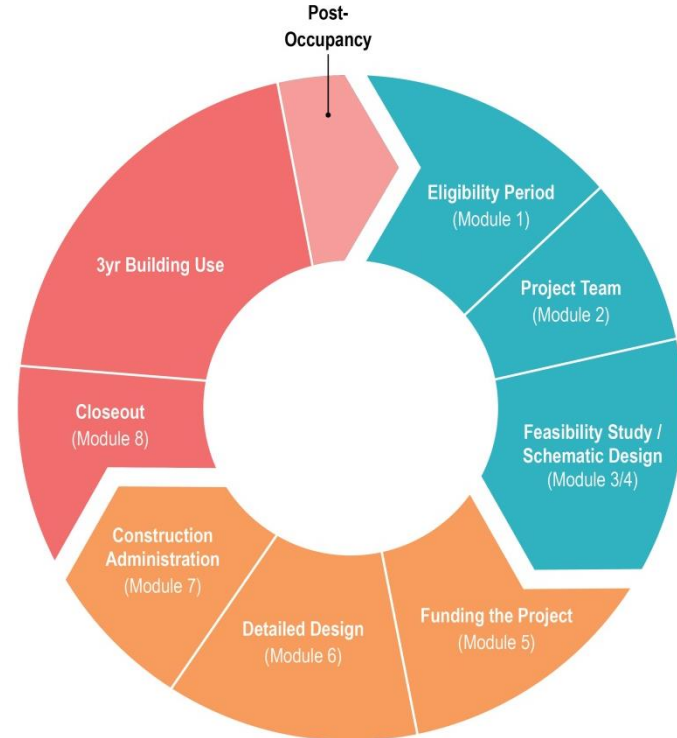 Post-
Occupancy
Eligibility Period
(Module 1)
Project Team
(Module 2)
Feasibility Study /
Schematic Design
(Module 3/4)
Funding the Project
(Module 5)
Detailed Design
(Module 6)
Construction
Administration
(Module 7)
Closeout
(Module 8)
3yr Building Use